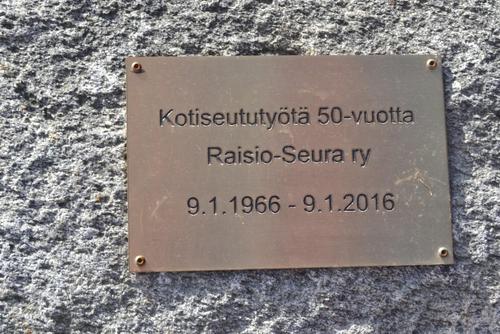 Kotiseututyötä 50-vuotta
Raisio-Seura ry
9.1.1966 - 9.1.2016